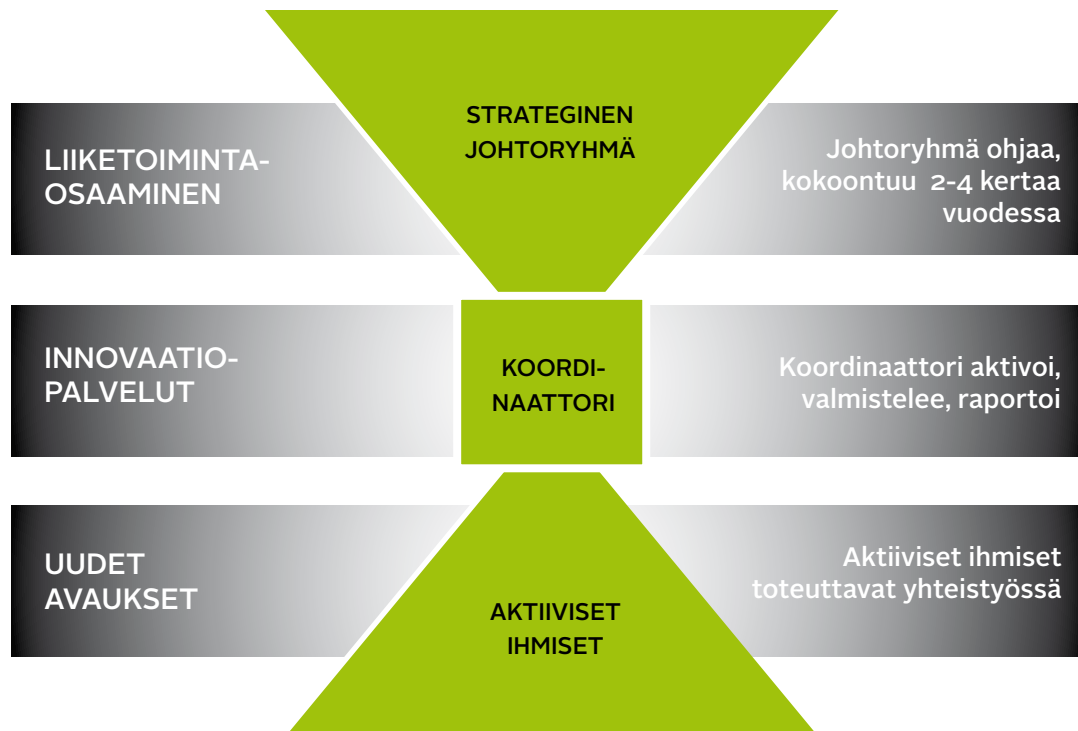 STRATEGINEN
JOHTORYHMÄ
LIIKETOIMINTA-
OSAAMINEN
Johtoryhmä ohjaa,
kokoontuu 2-4 kertaa
vuodessa
INNOVAATIO-
PALVELUT
KOORDI-
NAATTORI
Koordinaattori aktivoi,
valmistelee, raportoi
UUDET
AVAUKSET
AKTIIVISET
IHMISET
Aktiiviset ihmiset
toteuttavat yhteistyössä